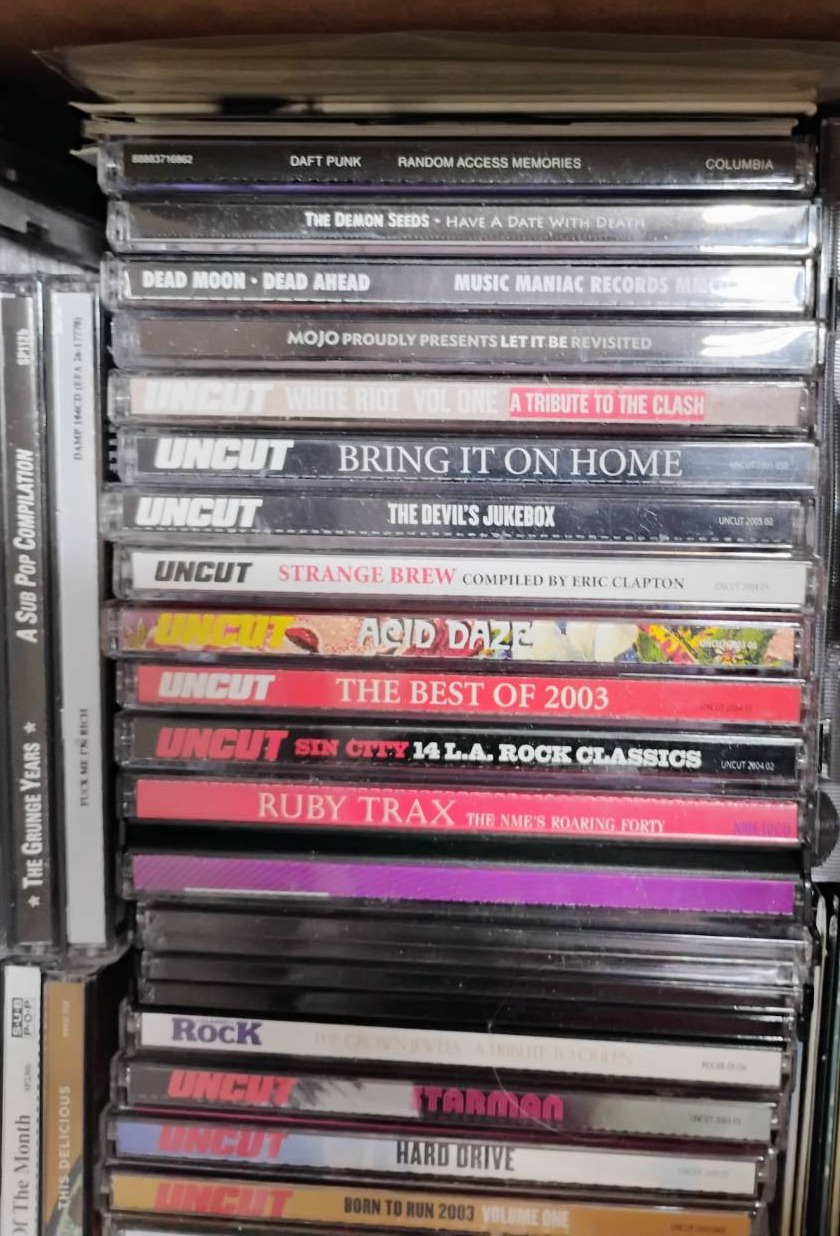 88883716862 DAFT PUNK RANDOM ACCESS MEMORIES COLUMBIA
THE DEMON SEEDS - HAVE A DATE WITH DEATH
DEAD MOON - DEAD AHEAD MUSIC MANIAC RECORDS
MOJO PROUDLY PRESENTS LET IT BE REVISITED
UNCUT WHITE RIOT VOL ONE A TRIBUTE TO THE CLASH
UNCUT BRING IT ON HOME
UNCUT THE DEVIL'S JUKEBOX UNCUT 2003 02
UNCUT STRANGE BREW COMPILED BY ERIC CLAPTON
UNCUT ACID DAZE
UNCUT THE BEST OF 2003
UNCUT SIN CITY 14 L.A. ROCK CLASSICS UNCUT 2004 02
RUBY TRAX THE NME'S ROARING FORTY
ROCK THE CROWN JEWELS A TRIBUTE TO QUEEN
UNCUT STARMAN
UNCUT HARD DRIVE
UNCUT BORN TO RUN 2003 VOLUME ONE
★ THE GRUNGE YEARS ★ A SUB POP COMPILATION SP112B
FUCK ME I'M RICH
Of The Month SUB POP
THIS DELICIOUS